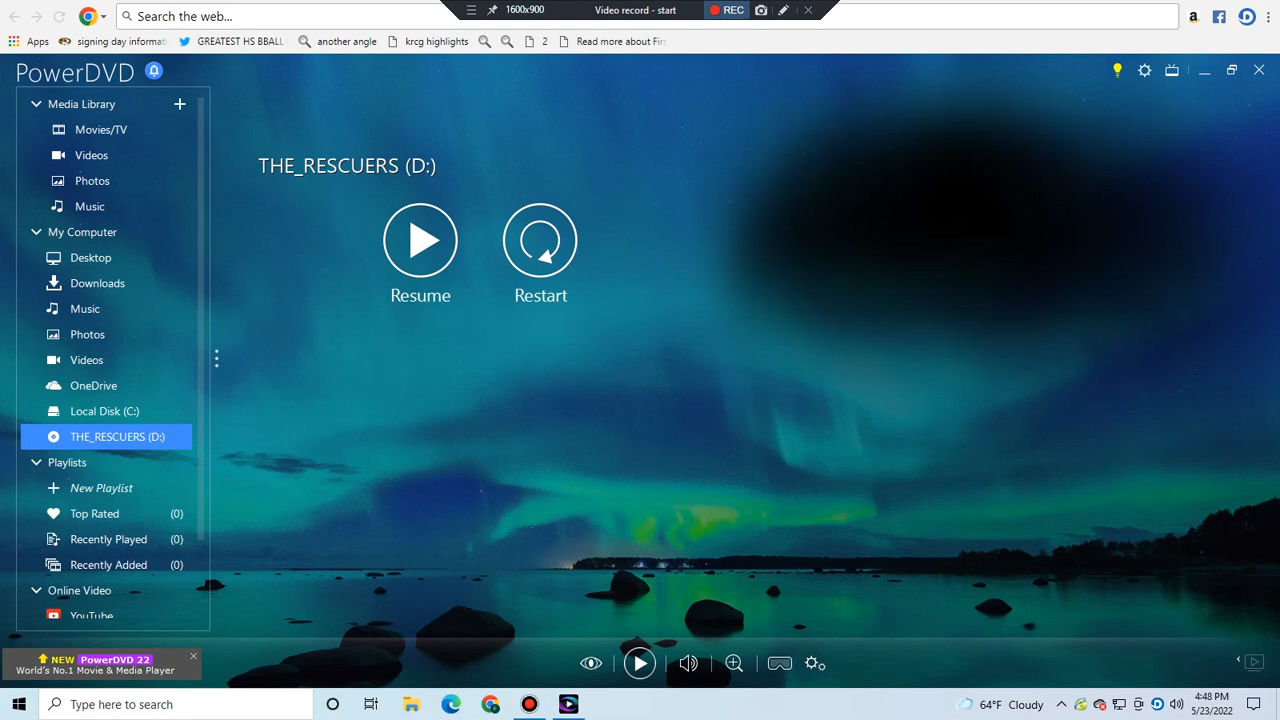 1600x900
Video record - start
REC
Search the web...
Apps
signing day informati
GREATEST HS BBALL
another angle
krcg highlights
2
Read more about Firs
PowerDVD
Media Library
Movies/TV
Videos
Photos
Music
My Computer
Desktop
Downloads
Music
Photos
Videos
OneDrive
Local Disk (C:)
THE_RESCUERS (D:)
Playlists
New Playlist
Top Rated (0)
Recently Played (0)
Recently Added (0)
Online Video
YouTube
THE_RESCUERS (D:)
Resume
Restart
NEW PowerDVD 22
World's No.1 Movie & Media Player
Type here to search
64°F Cloudy
4:48 PM
5/23/2022